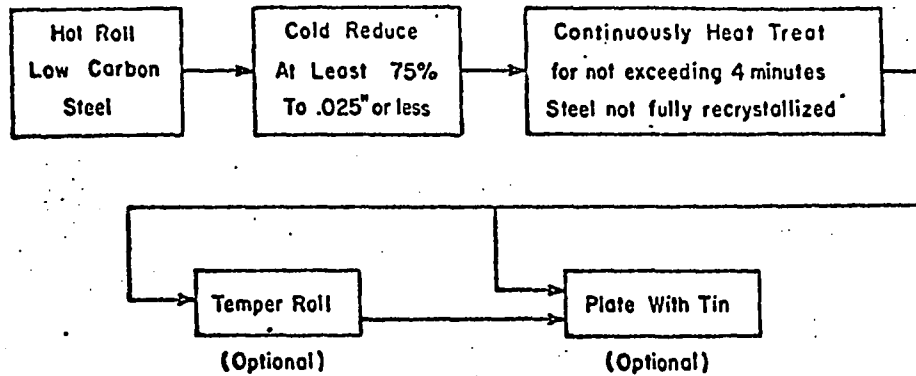 Hot Roll
Low Carbon
Steel
Cold Reduce
At Least 75%
To .025" or less
Continuously Heat Treat
for not exceeding 4 minutes
Steel not fully recrystallized
Temper Roll
(Optional)
Plate With Tin
(Optional)